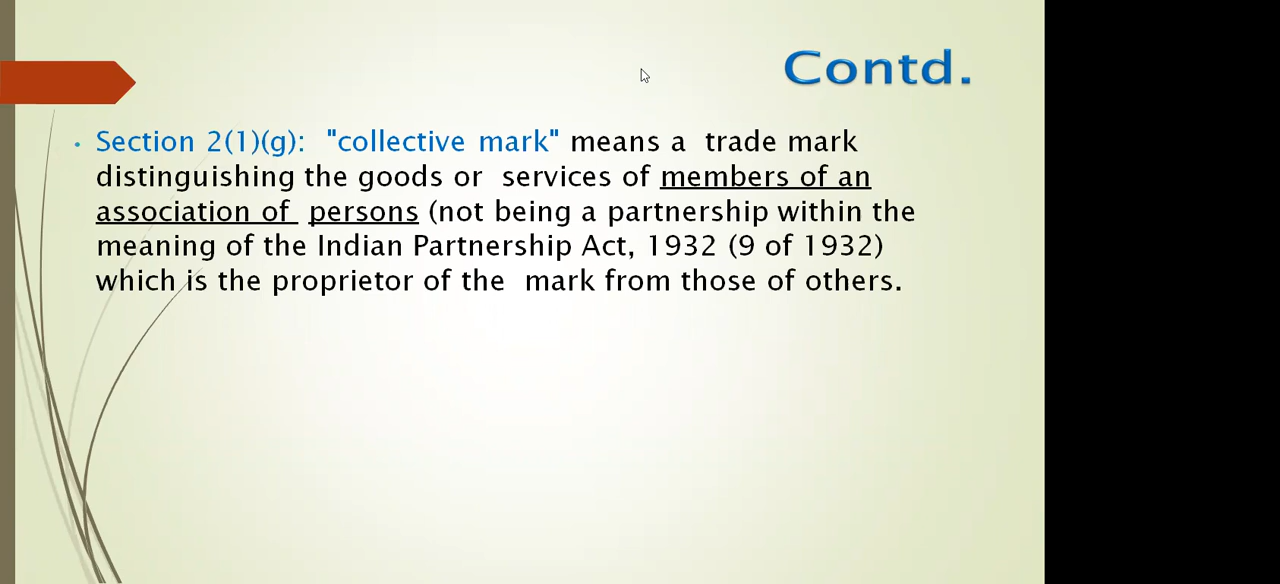 Contd.
• Section 2(1)(g): "collective mark" means a trade mark
distinguishing the goods or services of members of an
association of persons (not being a partnership within the
meaning of the Indian Partnership Act, 1932 (9 of 1932)
which is the proprietor of the mark from those of others.